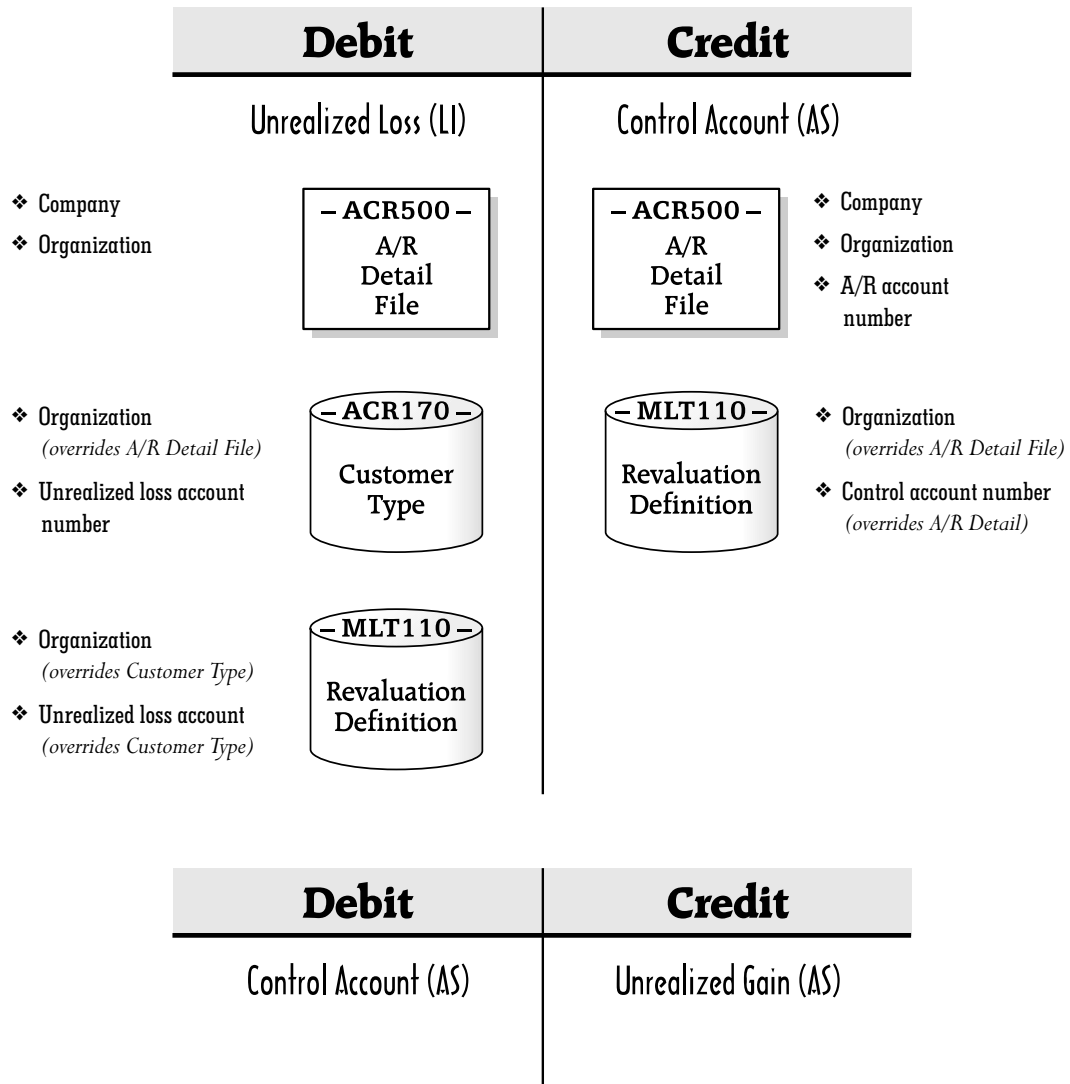 Debit
Credit
Unrealized Loss (LI)
Control Account (AS)
❖ Company
❖ Organization
– ACR500 –
A/R
Detail
File
– ACR500 –
A/R
Detail
File
❖ Company
❖ Organization
❖ A/R account
number
❖ Organization
(overrides A/R Detail File)
❖ Unrealized loss account
number
– ACR170 –
Customer
Type
– MLT110 –
Revaluation
Definition
❖ Organization
(overrides A/R Detail File)
❖ Control account number
(overrides A/R Detail)
❖ Organization
(overrides Customer Type)
❖ Unrealized loss account
(overrides Customer Type)
– MLT110 –
Revaluation
Definition
Debit
Credit
Control Account (AS)
Unrealized Gain (AS)